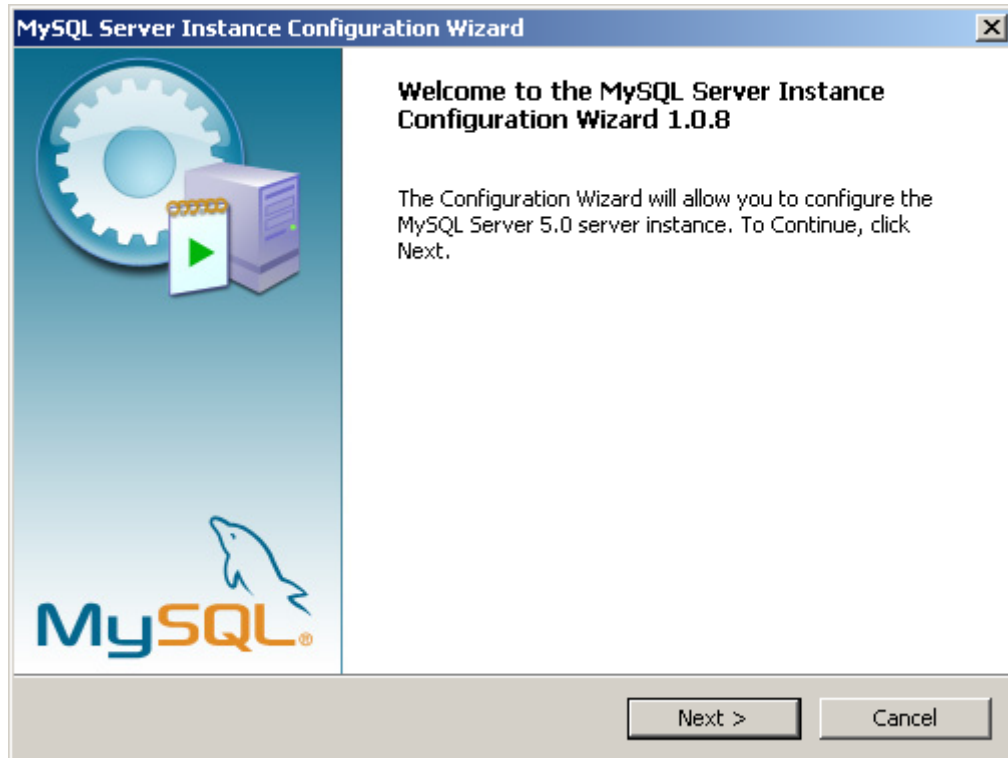 MySQL Server Instance Configuration Wizard
Welcome to the MySQL Server Instance
Configuration Wizard 1.0.8
The Configuration Wizard will allow you to configure the
MySQL Server 5.0 server instance. To Continue, click
Next.
MySQL®
Next >
Cancel